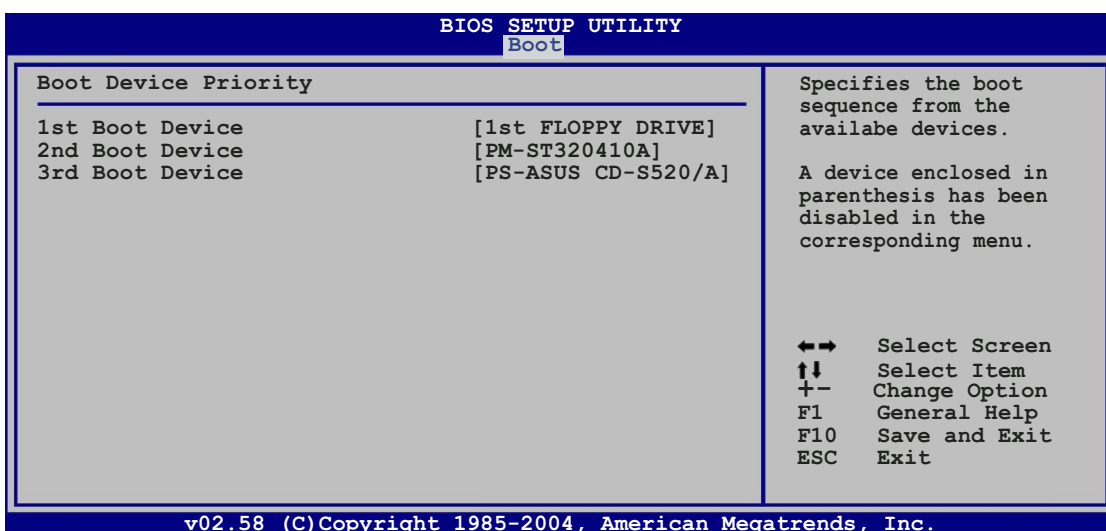 BIOS SETUP UTILITY
Boot
Boot Device Priority
1st Boot Device [1st FLOPPY DRIVE]
2nd Boot Device [PM-ST320410A]
3rd Boot Device [PS-ASUS CD-S520/A]
Specifies the boot
sequence from the
availabe devices.
A device enclosed in
parenthesis has been
disabled in the
corresponding menu.
←→ Select Screen
↑↓ Select Item
+- Change Option
F1 General Help
F10 Save and Exit
ESC Exit
v02.58 (C)Copyright 1985-2004, American Megatrends, Inc.